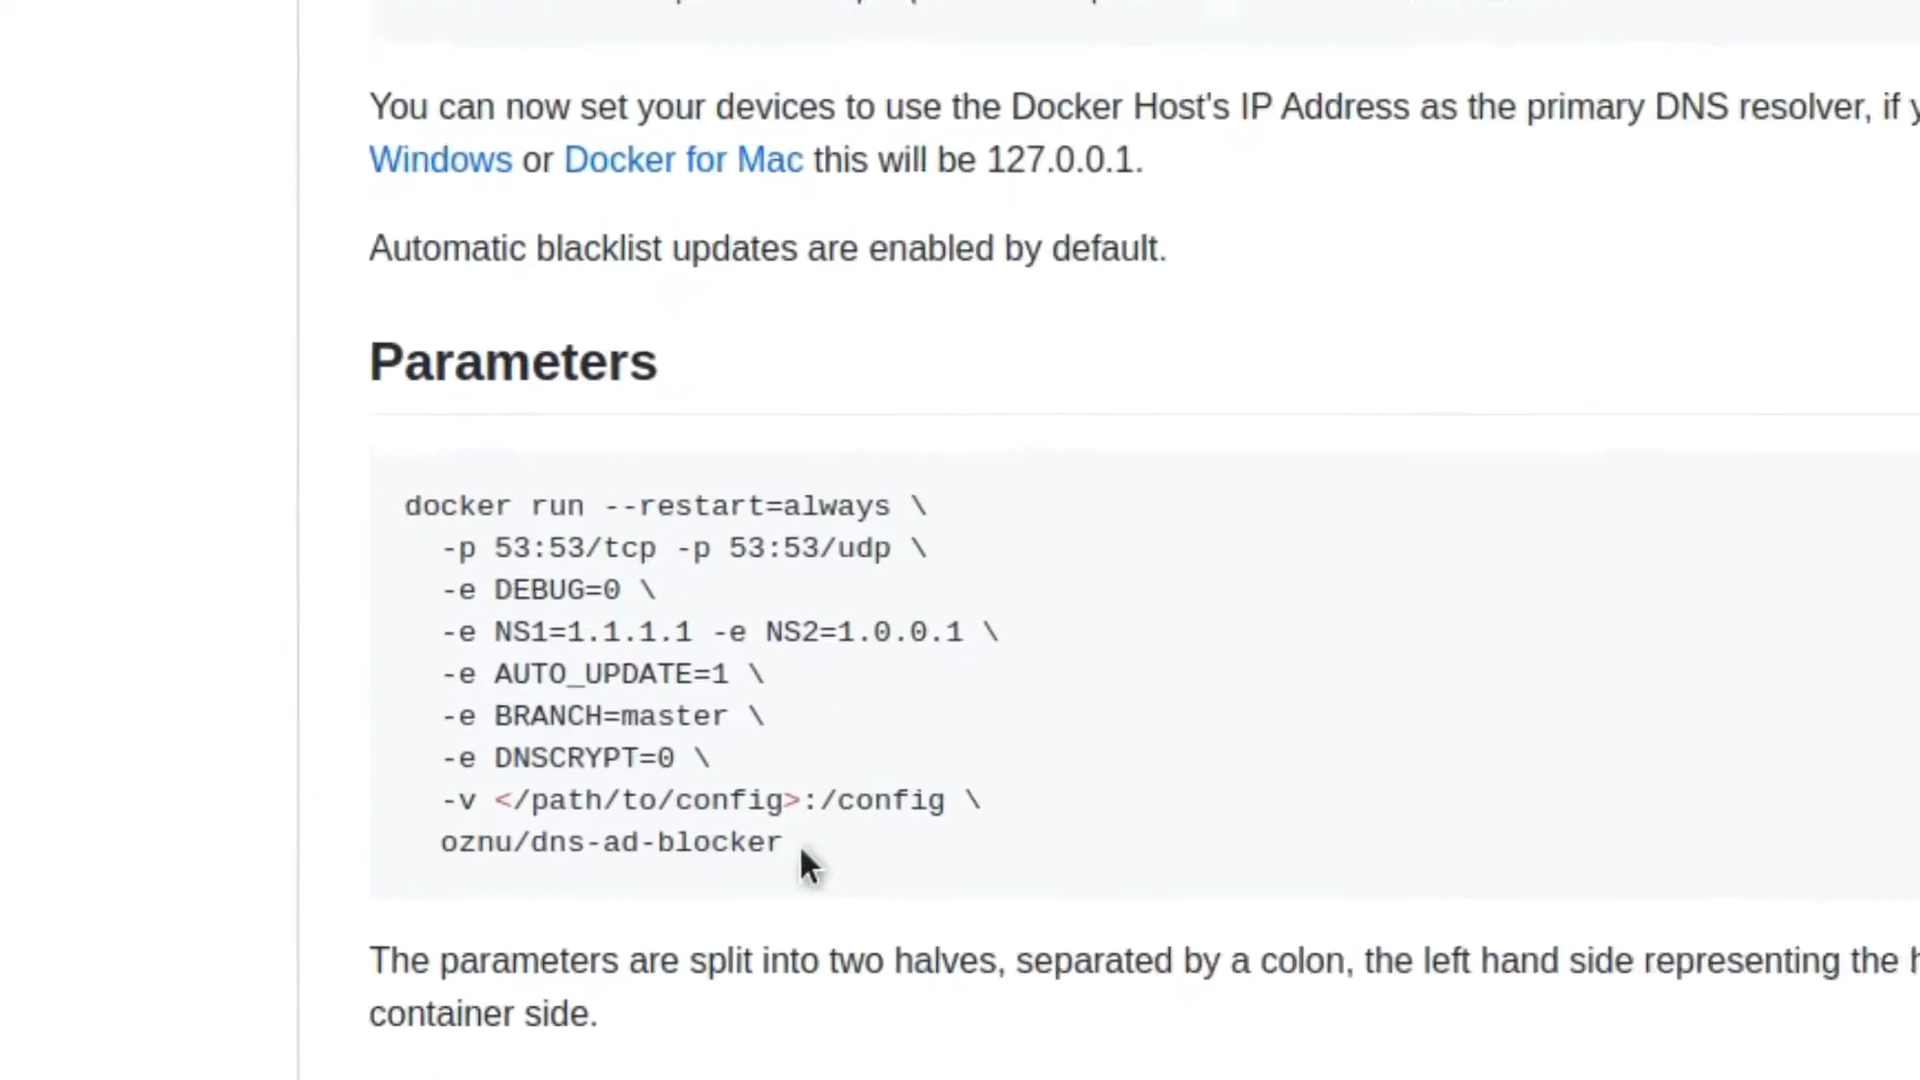 You can now set your devices to use the Docker Host's IP Address as the primary DNS resolver, if
Windows or Docker for Mac this will be 127.0.0.1.
Automatic blacklist updates are enabled by default.
Parameters
docker run --restart=always \
-p 53:53/tcp -p 53:53/udp \
-e DEBUG=0 \
-e NS1=1.1.1.1 -e NS2=1.0.0.1 \
-e AUTO_UPDATE=1 \
-e BRANCH=master \
-e DNSCRYPT=0 \
-v </path/to/config>:/config \
oznu/dns-ad-blocker
The parameters are split into two halves, separated by a colon, the left hand side representing the
container side.